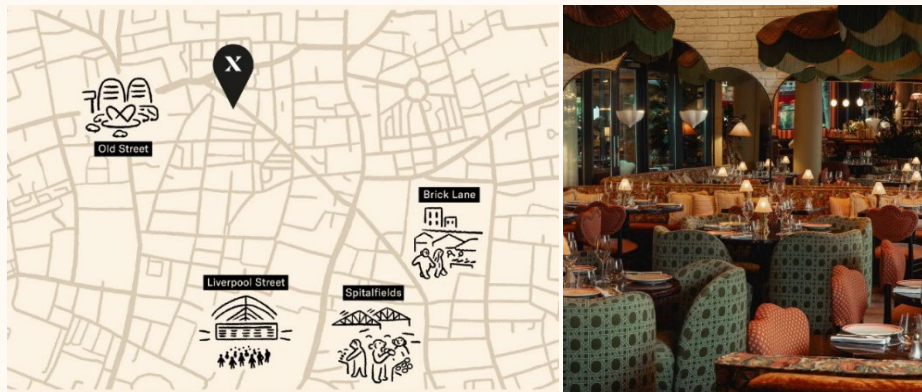 X
Old Street
Brick Lane
Liverpool Street
Spitalfields